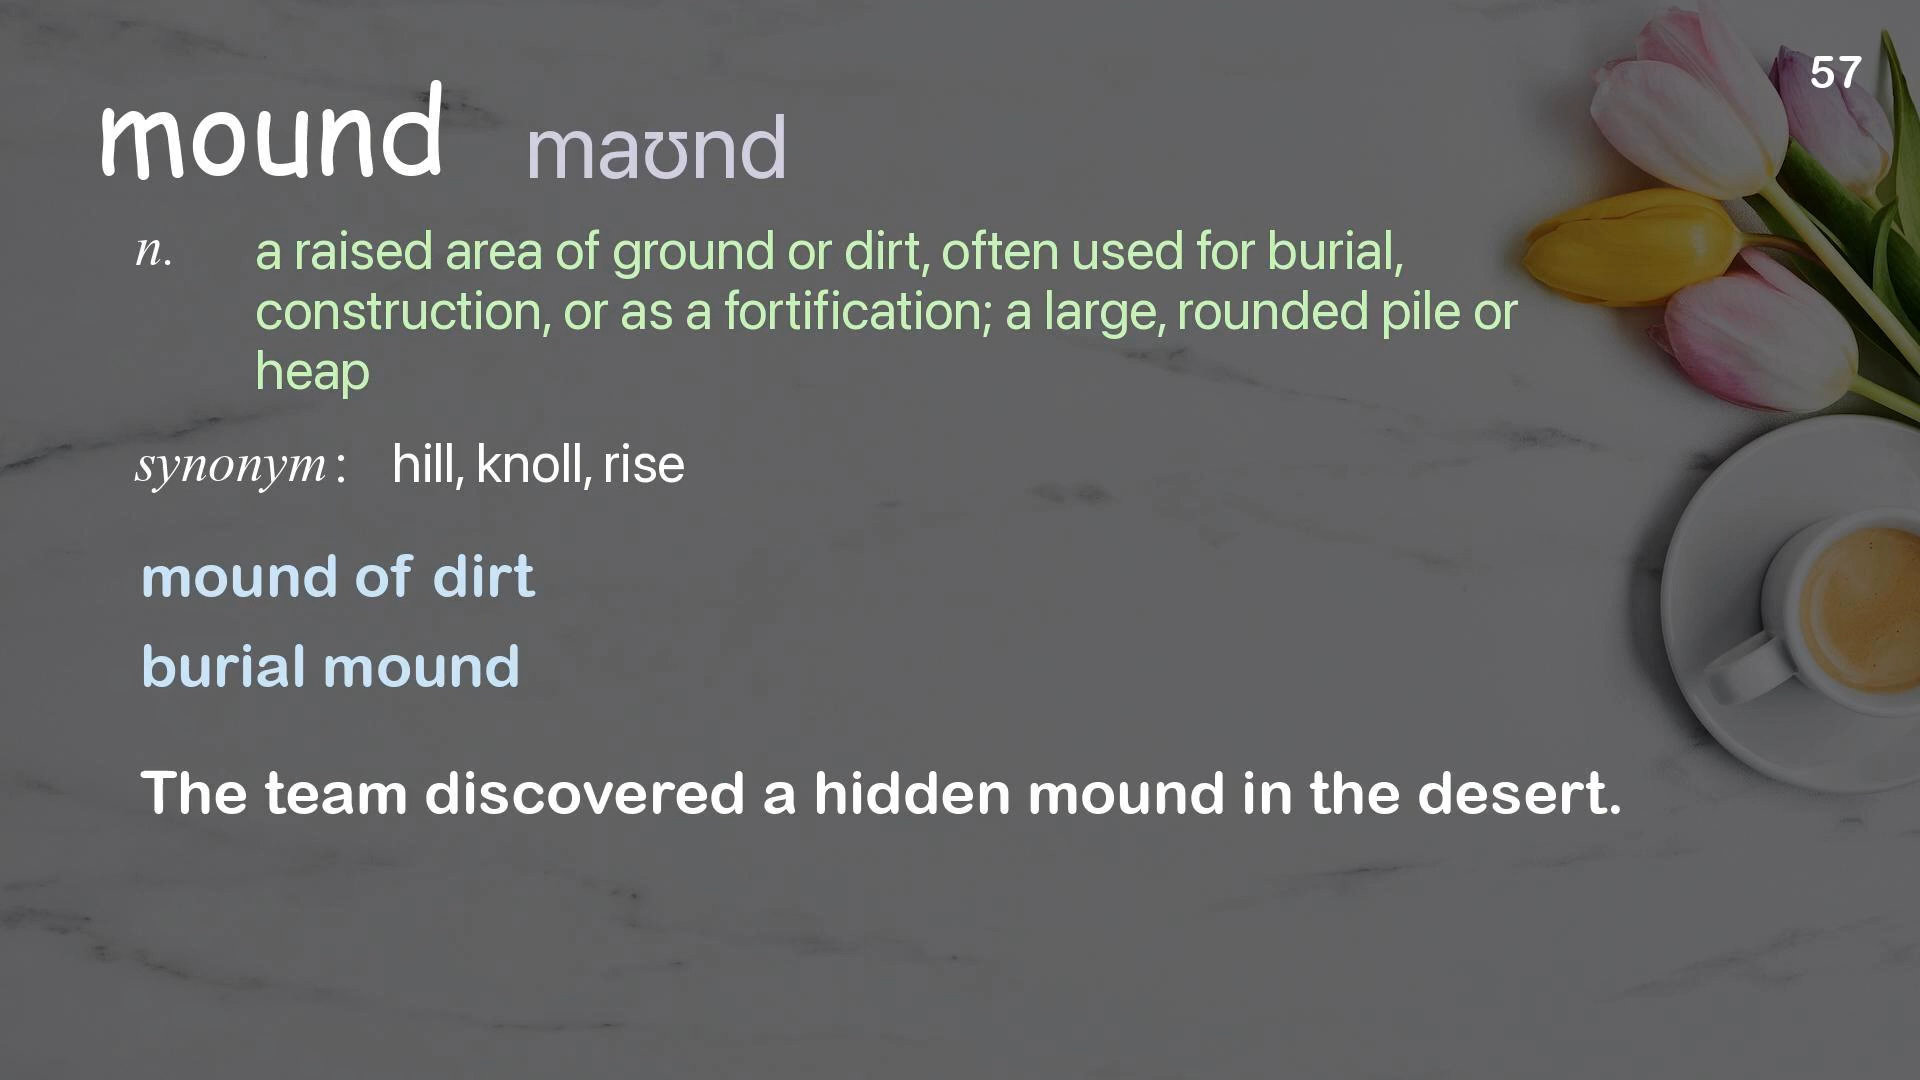 57
mound maʊnd
n. a raised area of ground or dirt, often used for burial,
construction, or as a fortification; a large, rounded pile or
heap
synonym: hill, knoll, rise
mound of dirt
burial mound
The team discovered a hidden mound in the desert.